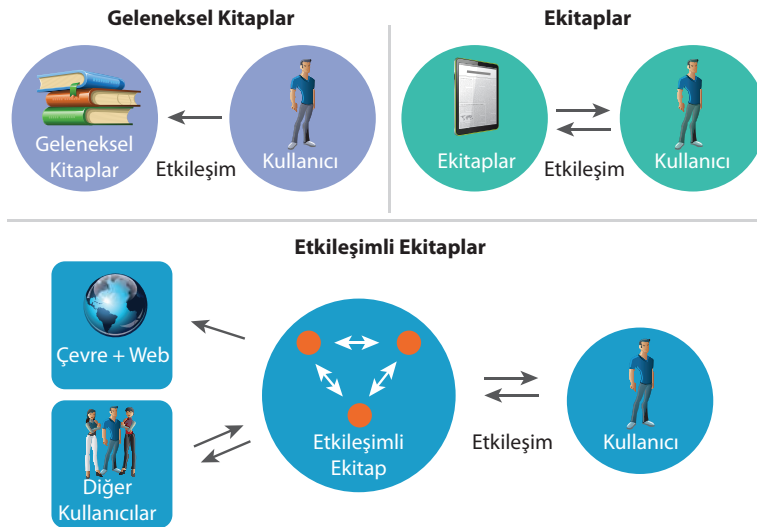 Geleneksel Kitaplar
Geleneksel
Kitaplar
Etkileşim
Kullanıcı
Ekitaplar
Ekitaplar
Etkileşim
Kullanıcı
Etkileşimli Ekitaplar
Çevre + Web
Diğer
Kullanıcılar
Etkileşimli
Ekitap
Etkileşim
Kullanıcı